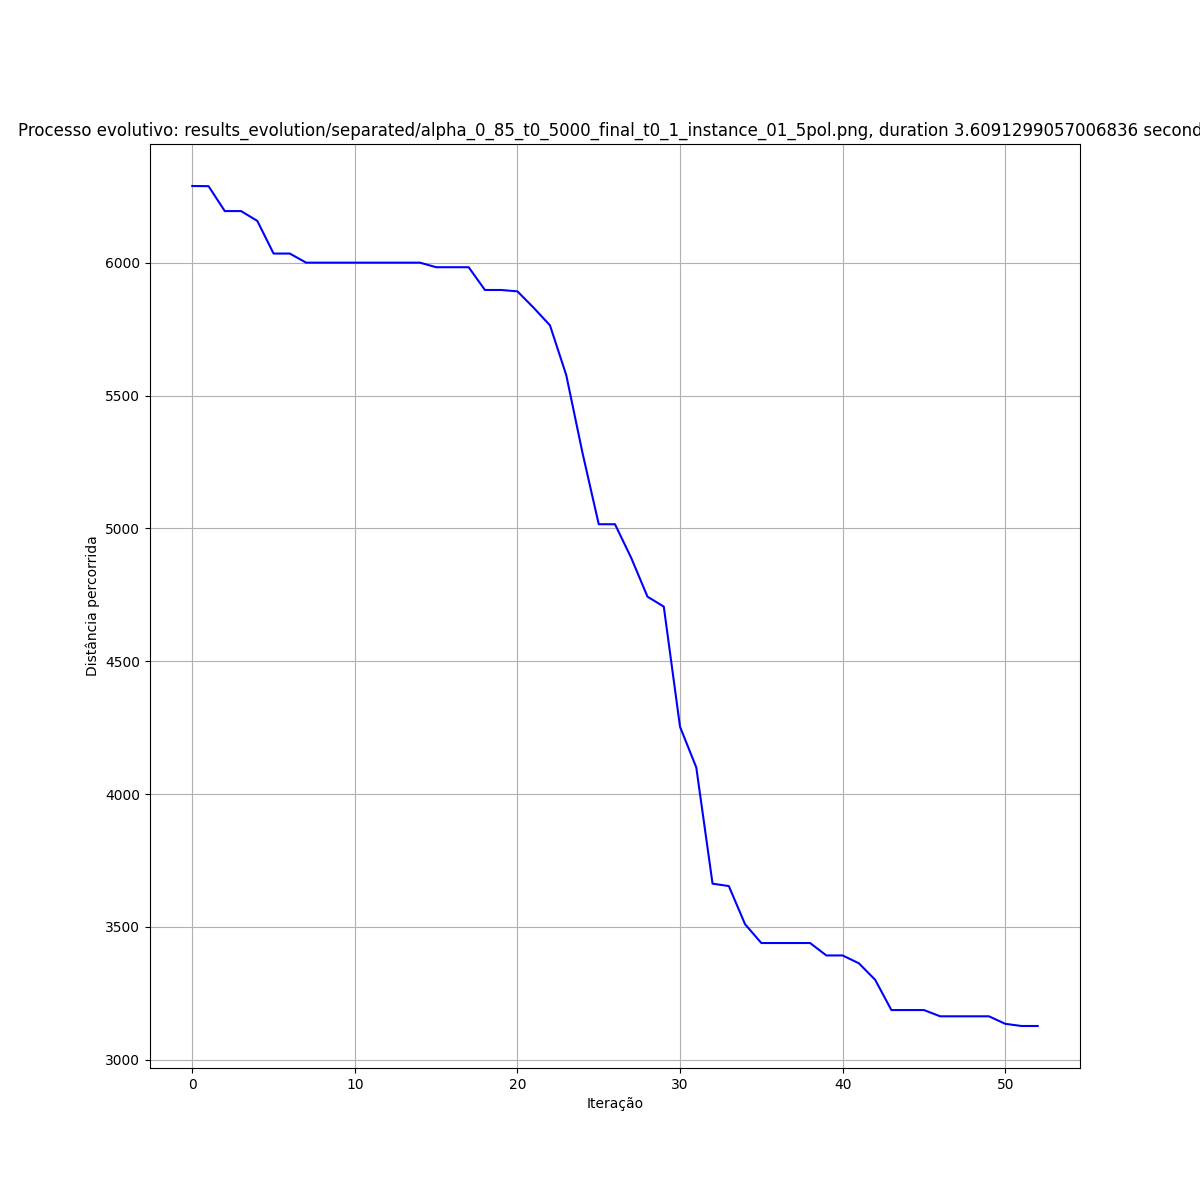 Processo evolutivo: results_evolution/separated/alpha_0_85_t0_5000_final_t0_1_instance_01_5pol.png, duration 3.6091299057006836 second
6000
5500
5000
4500
4000
3500
3000
Distância percorrida
0 10 20 30 40 50
Iteração